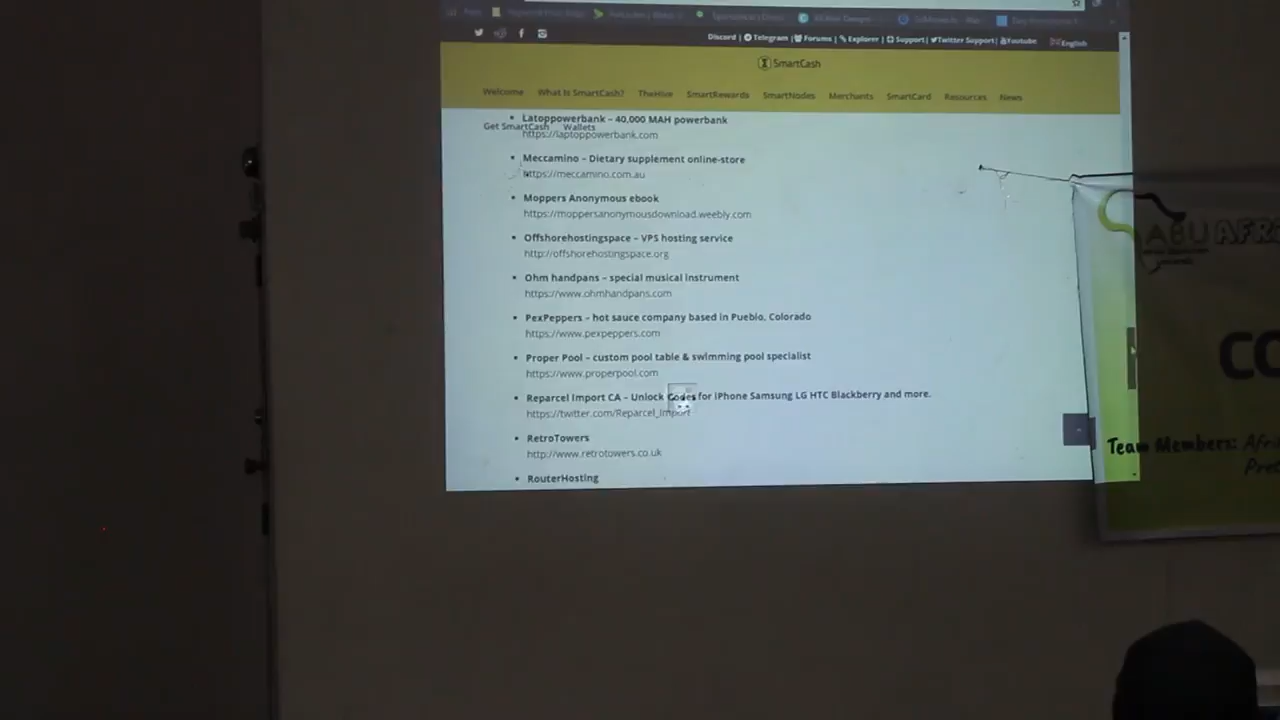 Discord | Telegram | Forums | Explorer | Support | Twitter Support | Youtube English
SmartCash
Welcome What Is SmartCash? TheHive SmartRewards SmartNodes Merchants SmartCard Resources News
Get SmartCash Wallets
Latoppowerbank – 40,000 MAH powerbank
https://laptoppowerbank.com
Meccamino – Dietary supplement online-store
https://meccamino.com.au
Moppers Anonymous ebook
https://moppersanonymousdownload.weebly.com
Offshorehostingspace – VPS hosting service
http://offshorehostingspace.org
Ohm handpans – special musical instrument
https://www.ohmhandpans.com
PexPeppers – hot sauce company based in Pueblo, Colorado
https://www.pexpeppers.com
Proper Pool – custom pool table & swimming pool specialist
https://www.properpool.com
Reparcel Import CA – Unlock Codes for iPhone Samsung LG HTC Blackberry and more.
https://twitter.com/Reparcel_Import
RetroTowers
http://www.retrotowers.co.uk
RouterHosting
CO
Team Members: